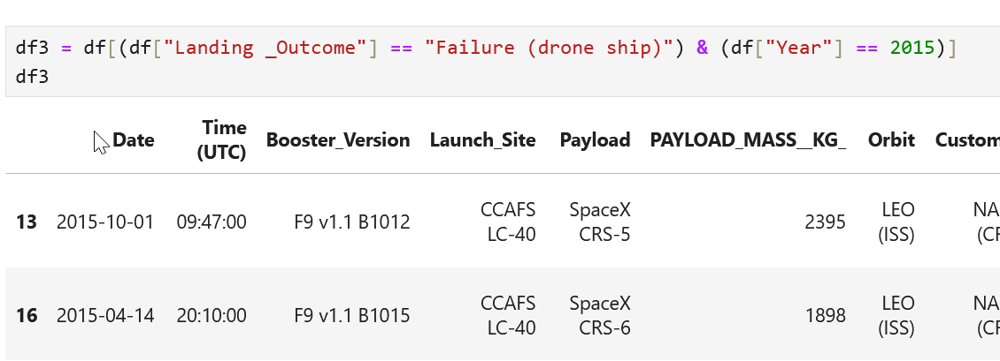 df3 = df[(df["Landing _Outcome"] == "Failure (drone ship)") & (df["Year"] == 2015)]
df3
Date Time (UTC) Booster_Version Launch_Site Payload PAYLOAD_MASS__KG_ Orbit Custom
13 2015-10-01 09:47:00 F9 v1.1 B1012 CCAFS LC-40 SpaceX CRS-5 2395 LEO (ISS) NA (CR
16 2015-04-14 20:10:00 F9 v1.1 B1015 CCAFS LC-40 SpaceX CRS-6 1898 LEO (ISS) NA (CR